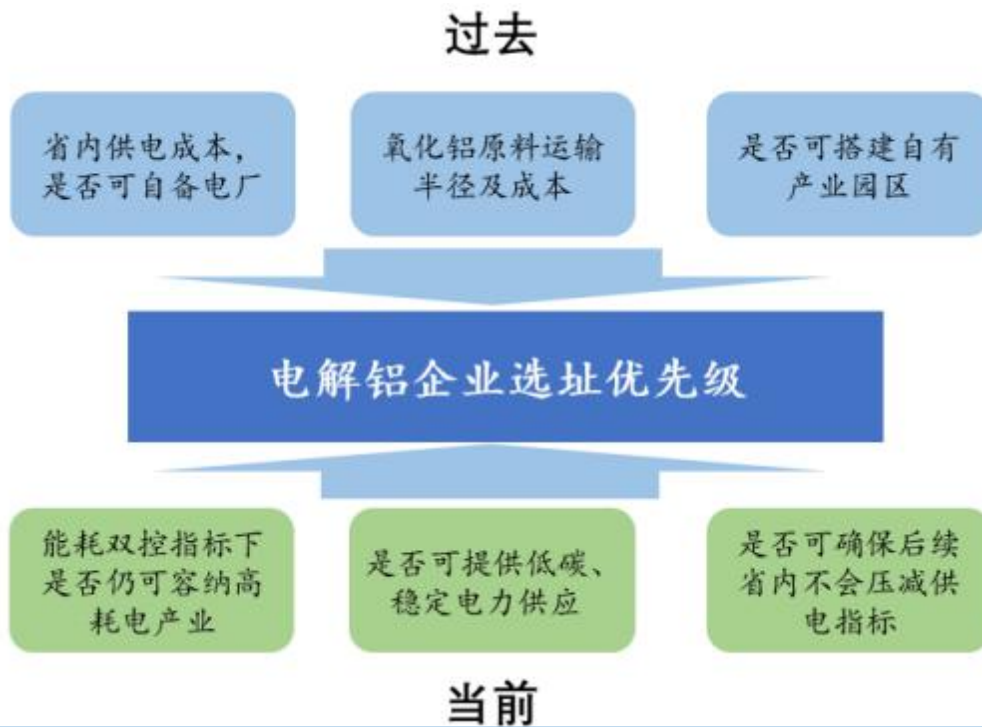 过去
省内供电成本，
是否可自备电厂
氧化铝原料运输
半径及成本
是否可搭建自有
产业园区
电解铝企业选址优先级
能耗双控指标下
是否仍可容纳高
耗电产业
是否可提供低碳、
稳定电力供应
是否可确保后续
省内不会压减供
电指标
当前